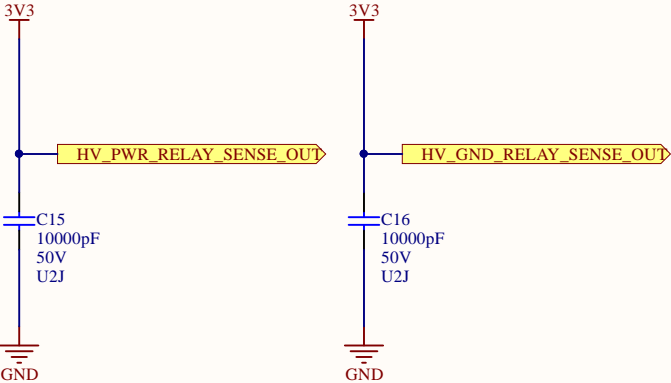 3V3
HV_PWR_RELAY_SENSE_OUT
C15
10000pF
50V
U2J
GND
3V3
HV_GND_RELAY_SENSE_OUT
C16
10000pF
50V
U2J
GND